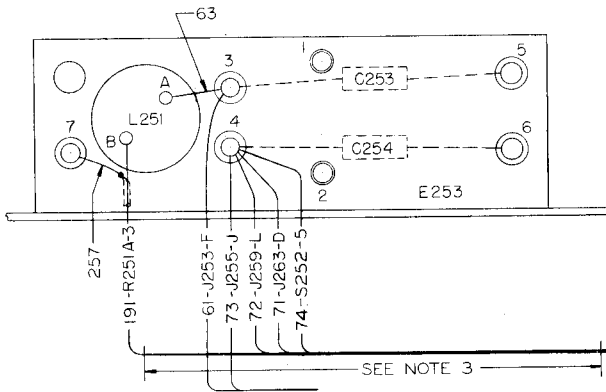 63
A
3
1
5
C253
L251
B
7
4
6
C254
2
E253
257
191-R251A-3
61-J253-F
73-J255-J
72-J259-L
71-J263-D
74-S252-5
SEE NOTE 3